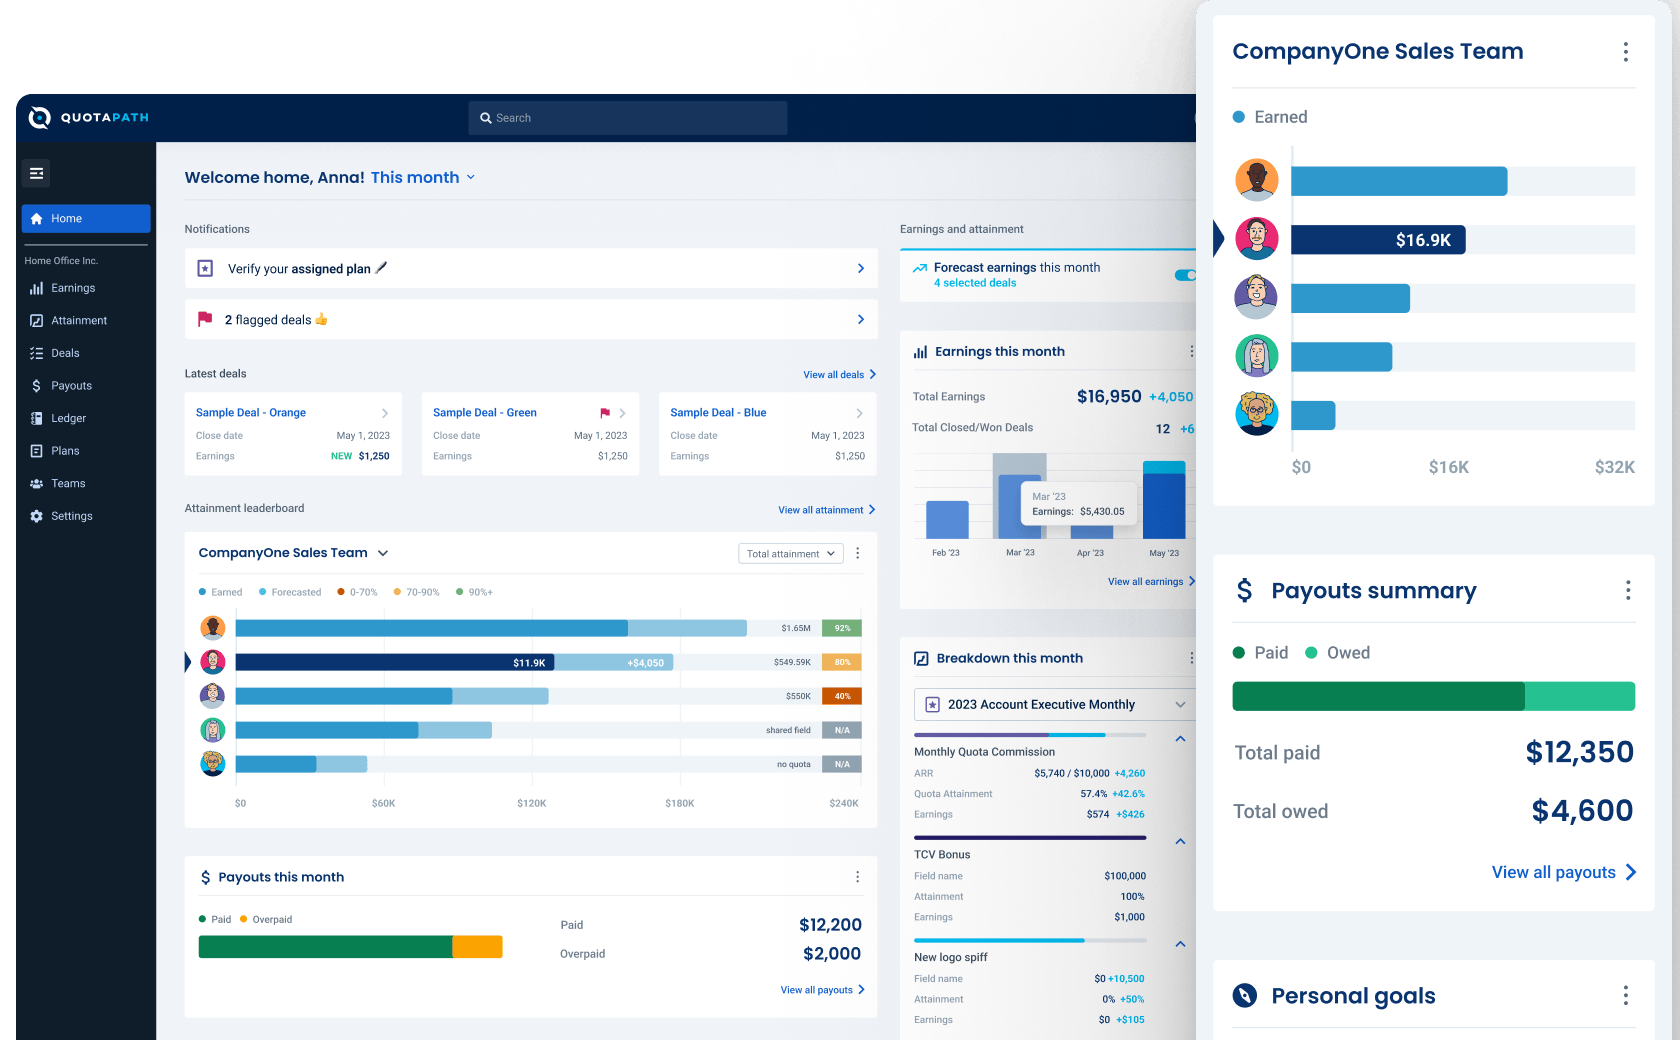 QUOTAPATH
Search
Welcome home, Anna! This month
Home
Home Office Inc.
Earnings
Attainment
Deals
Payouts
Ledger
Plans
Teams
Settings
Notifications
Verify your assigned plan
2 flagged deals
Latest deals
View all deals
Sample Deal - Orange
Close date May 1, 2023
Earnings NEW $1,250
Sample Deal - Green
Close date May 1, 2023
Earnings $1,250
Sample Deal - Blue
Close date May 1, 2023
Earnings $1,250
Attainment leaderboard
View all attainment
CompanyOne Sales Team
Total attainment
Earned Forecasted 0-70% 70-90% 90%+
$1.65M 92%
$11.9K +$4,050 $549.59K 80%
$550K 40%
shared field N/A
no quota N/A
$0 $60K $120K $180K $240K
Payouts this month
Paid Overpaid
Paid $12,200
Overpaid $2,000
View all payouts
Earnings and attainment
Forecast earnings this month
4 selected deals
Earnings this month
Total Earnings $16,950 +4,050
Total Closed/Won Deals 12 +6
Mar '23
Earnings: $5,430.05
Feb '23 Mar '23 Apr '23 May '23
View all earnings
Breakdown this month
2023 Account Executive Monthly
Monthly Quota Commission
ARR $5,740 / $10,000 +4,260
Quota Attainment 57.4% +42.6%
Earnings $574 +$426
TCV Bonus
Field name $100,000
Attainment 100%
Earnings $1,000
New logo spiff
Field name $0 +10,500
Attainment 0% +50%
Earnings $0 +$105
CompanyOne Sales Team
Earned
$16.9K
$0 $16K $32K
Payouts summary
Paid Owed
Total paid $12,350
Total owed $4,600
View all payouts
Personal goals